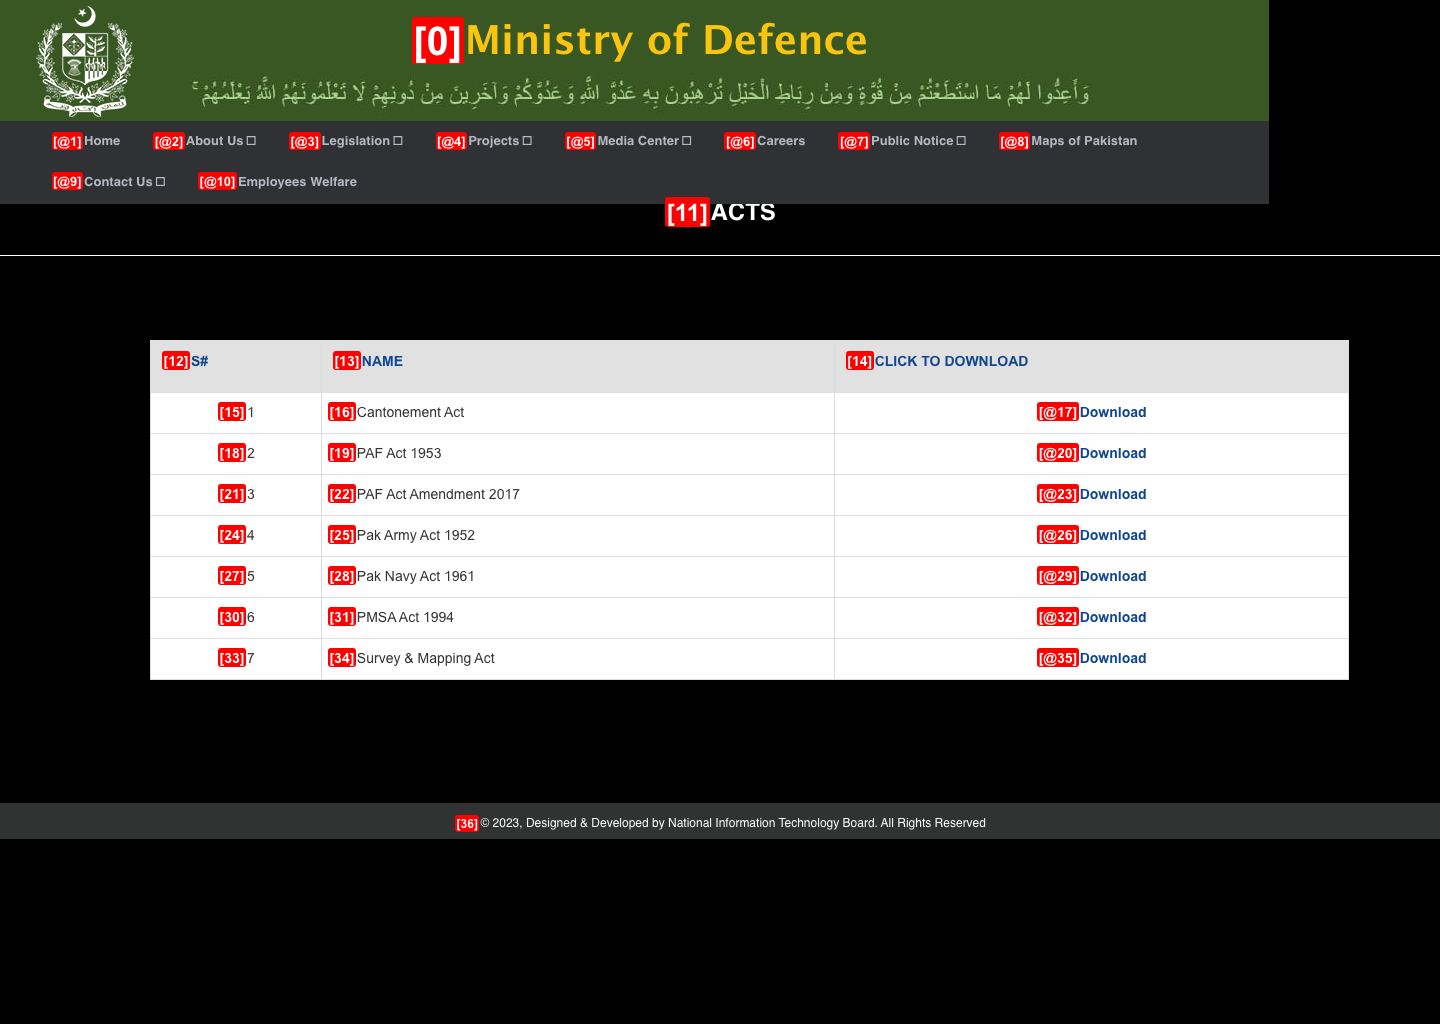 [0]Ministry of Defence
وَأَعِدُّوا لَهُمْ مَا اسْتَطَعْتُمْ مِنْ قُوَّةٍ وَمِنْ رِبَاطِ الْخَيْلِ تُرْهِبُونَ بِهِ عَدُوَّ اللَّهِ وَعَدُوَّكُمْ وَآخَرِينَ مِنْ دُونِهِمْ لَا تَعْلَمُونَهُمُ اللَّهُ يَعْلَمُهُمْ ۚ
[@1]Home [@2]About Us [@3]Legislation [@4]Projects [@5]Media Center [@6]Careers [@7]Public Notice [@8]Maps of Pakistan
[@9]Contact Us [@10]Employees Welfare
[11]ACTS
[12]S# [13]NAME [14]CLICK TO DOWNLOAD
[15]1 [16]Cantonement Act [@17]Download
[18]2 [19]PAF Act 1953 [@20]Download
[21]3 [22]PAF Act Amendment 2017 [@23]Download
[24]4 [25]Pak Army Act 1952 [@26]Download
[27]5 [28]Pak Navy Act 1961 [@29]Download
[30]6 [31]PMSA Act 1994 [@32]Download
[33]7 [34]Survey & Mapping Act [@35]Download
[36]© 2023, Designed & Developed by National Information Technology Board. All Rights Reserved